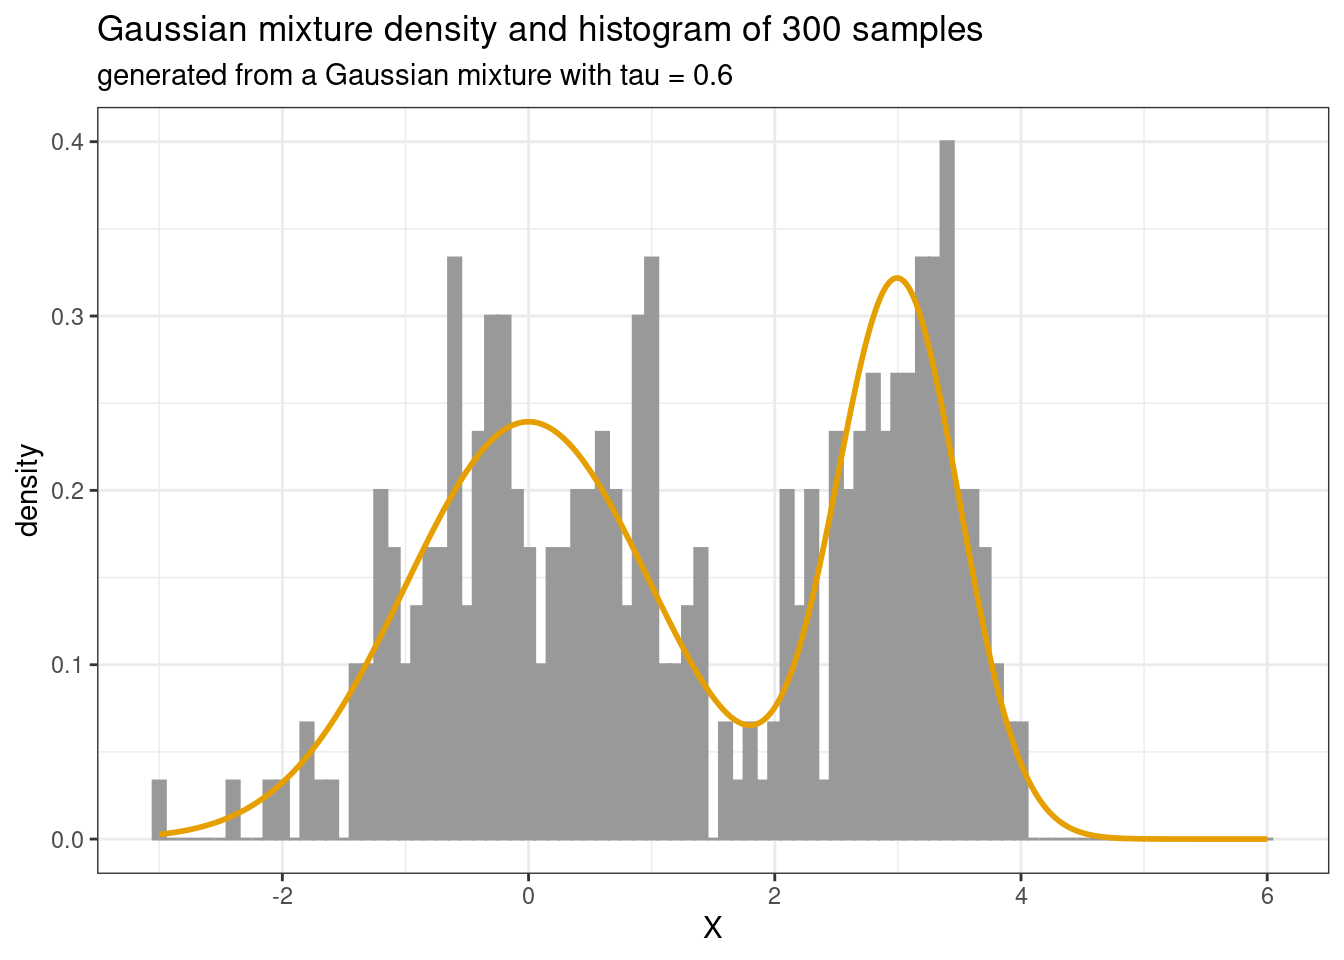 Gaussian mixture density and histogram of 300 samples
generated from a Gaussian mixture with tau = 0.6
0.4
0.3
0.2
0.1
0.0
density
-2 0 2 4 6
X